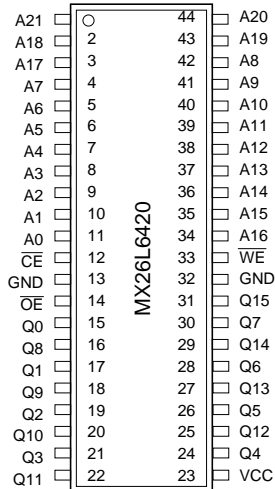 A21 44 A20
A18 2 43 A19
A17 3 42 A8
A7 4 41 A9
A6 5 40 A10
A5 6 39 A11
A4 7 38 A12
A3 8 37 A13
A2 9 36 A14
A1 10 35 A15
A0 11 34 A16
CE 12 33 WE
GND 13 32 GND
OE 14 31 Q15
Q0 15 30 Q7
Q8 16 29 Q14
Q1 17 28 Q6
Q9 18 27 Q13
Q2 19 26 Q5
Q10 20 25 Q12
Q3 21 24 Q4
Q11 22 23 VCC
MX26L6420